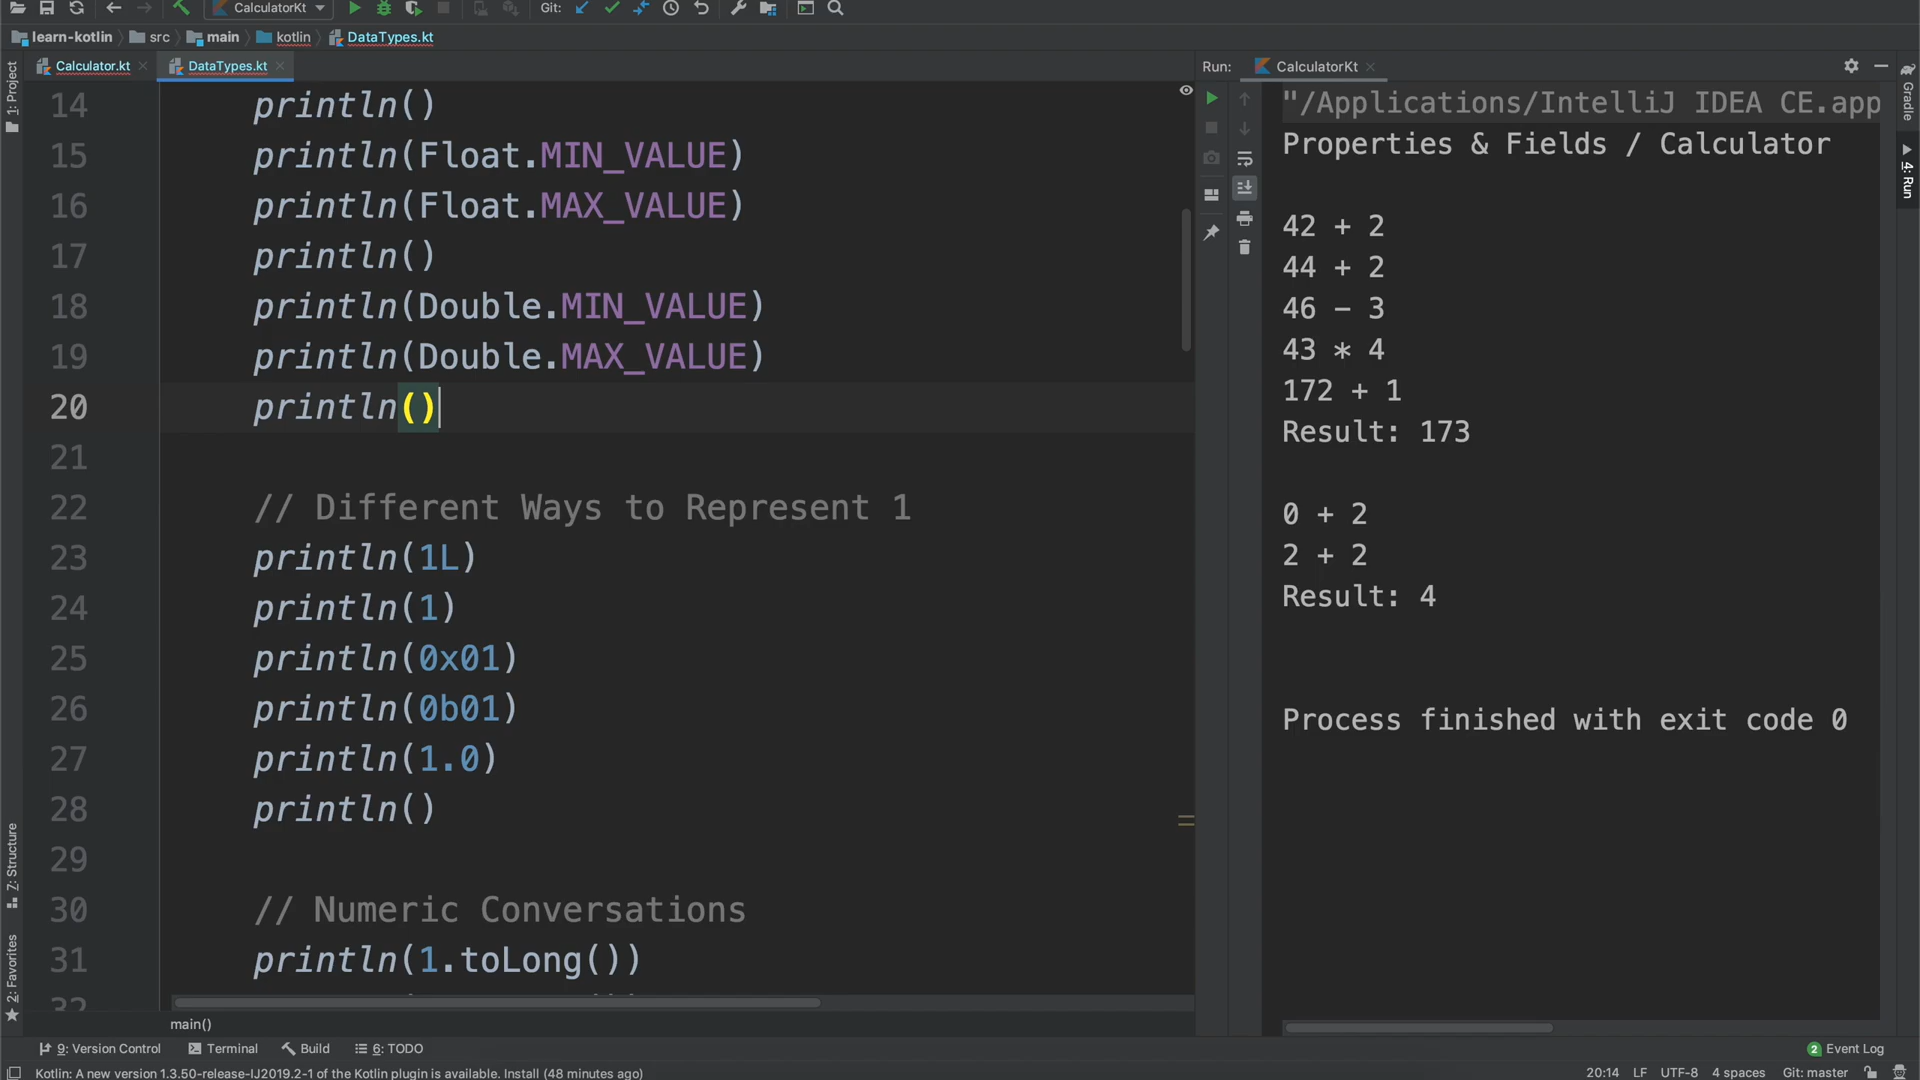 CalculatorKt
Git:
learn-kotlin
src
main
kotlin
DataTypes.kt
Calculator.kt
DataTypes.kt
Run:
CalculatorKt
1: Project
Gradle
4: Run
14 println()
15 println(Float.MIN_VALUE)
16 println(Float.MAX_VALUE)
17 println()
18 println(Double.MIN_VALUE)
19 println(Double.MAX_VALUE)
20 println()
21
22 // Different Ways to Represent 1
23 println(1L)
24 println(1)
25 println(0x01)
26 println(0b01)
27 println(1.0)
28 println()
29
30 // Numeric Conversations
31 println(1.toLong())
32
"/Applications/IntelliJ IDEA CE.app
Properties & Fields / Calculator
42 + 2
44 + 2
46 - 3
43 * 4
172 + 1
Result: 173
0 + 2
2 + 2
Result: 4
Process finished with exit code 0
7: Structure
2: Favorites
main()
9: Version Control
Terminal
Build
6: TODO
2 Event Log
Kotlin: A new version 1.3.50-release-IJ2019.2-1 of the Kotlin plugin is available. Install (48 minutes ago)
20:14
LF
UTF-8
4 spaces
Git: master